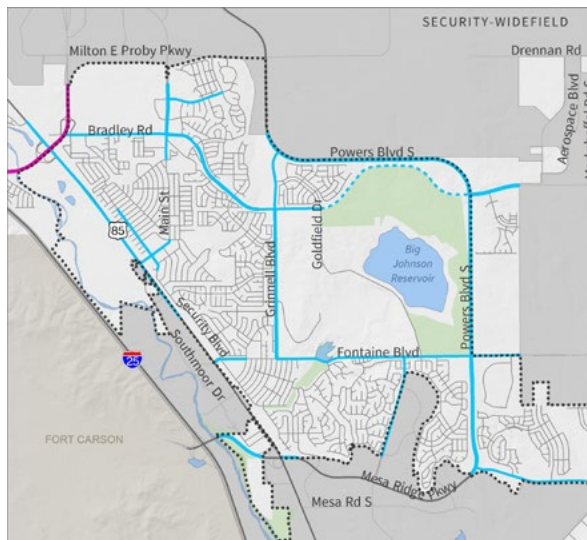 SECURITY-WIDEFIELD
Milton E Proby Pkwy
Drennan Rd
Aerospace Blvd
Bradley Rd
Powers Blvd S
Main St
85
Goldfield Dr
Grinnell Blvd
Big
Johnson
Reservoir
Powers Blvd S
Security Blvd
Southmoor Dr
Fontaine Blvd
25
FORT CARSON
Mesa Ridge Pkwy
Mesa Rd S